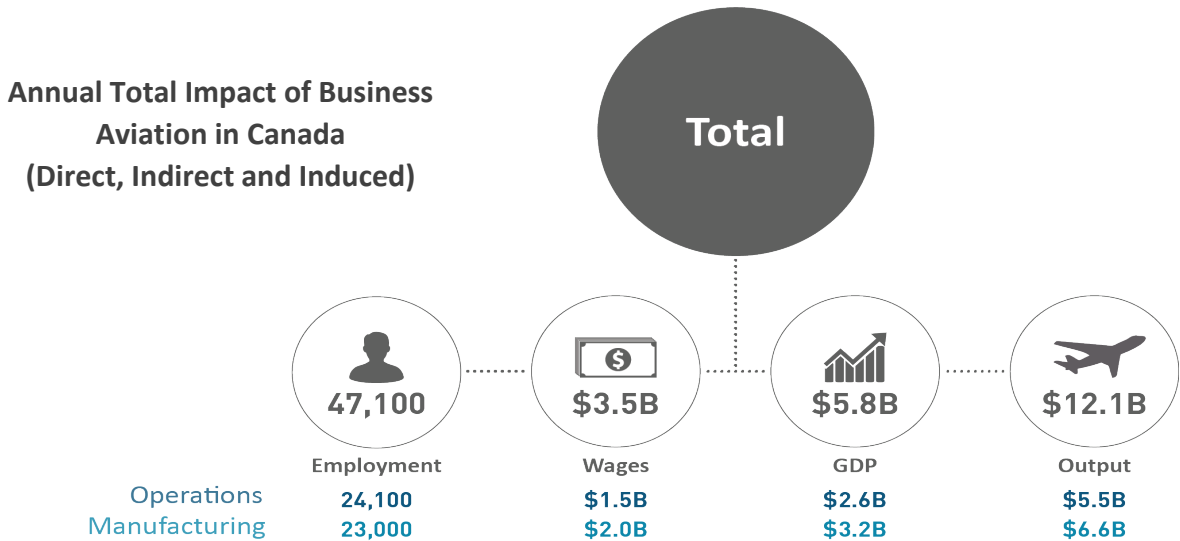 Annual Total Impact of Business
Aviation in Canada
(Direct, Indirect and Induced)
Total
47,100 $3.5B $5.8B $12.1B
Employment Wages GDP Output
Operations 24,100 $1.5B $2.6B $5.5B
Manufacturing 23,000 $2.0B $3.2B $6.6B